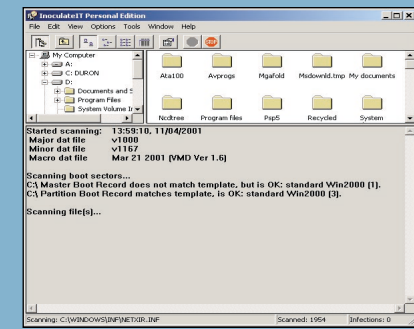 InoculateIT Personal Edition
File Edit View Options Tools Window Help
My Computer
A:
C: DURON
D:
Documents and S
Program Files
System Volume In
Ata100 Avprogs Mgafold Msdownld.tmp My documents
Ncdtree Program files Psp5 Recycled System
Started scanning: 13:59:10, 11/04/2001
Major dat file v1000
Minor dat file v1167
Macro dat file Mar 21 2001 (VMD Ver 1.6)
Scanning boot sectors...
C:\ Master Boot Record does not match template, but is OK: standard Win2000 [1].
C:\ Partition Boot Record matches template, is OK: standard Win2000 [3].
Scanning file(s)...
Scanning: C:\WINDOWS\INF\NETXIR.INF Scanned: 1954 Infections: 0